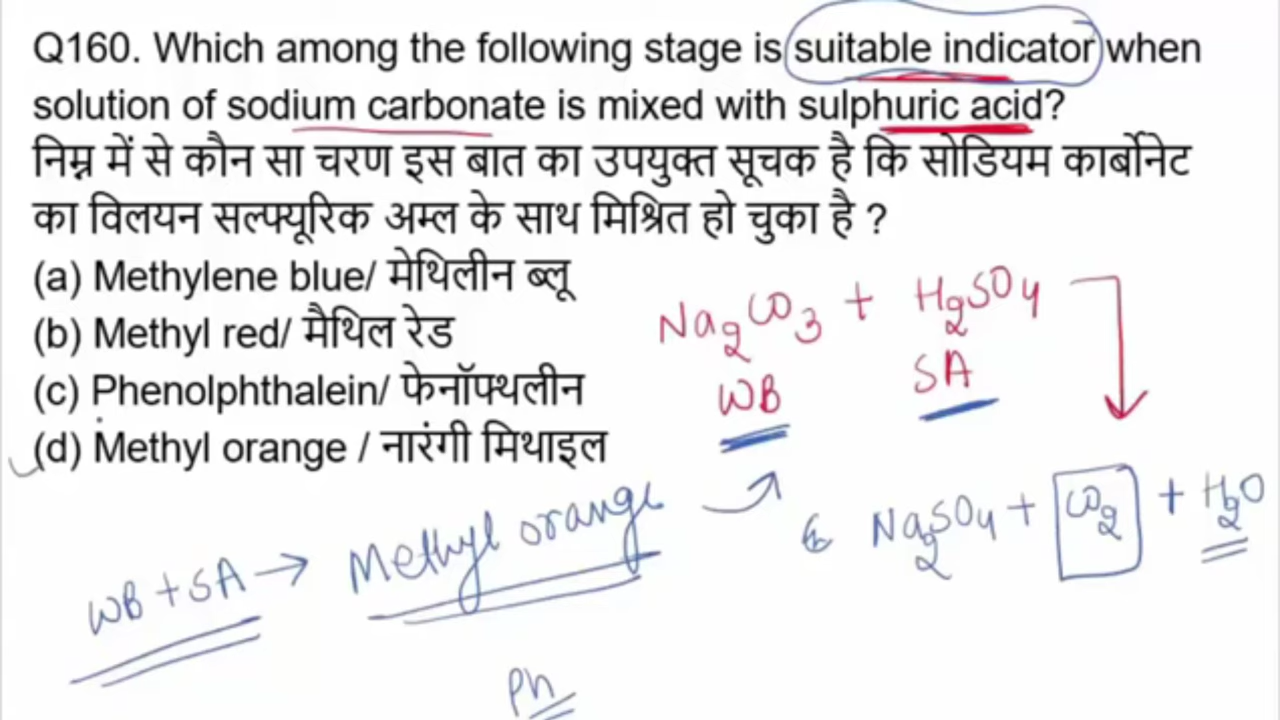 Q160. Which among the following stage is suitable indicator when
solution of sodium carbonate is mixed with sulphuric acid?
निम्न में से कौन सा चरण इस बात का उपयुक्त सूचक है कि सोडियम कार्बोनेट
का विलयन सल्फ्यूरिक अम्ल के साथ मिश्रित हो चुका है ?
(a) Methylene blue/ मेथिलीन ब्लू
(b) Methyl red/ मैथिल रेड
(c) Phenolphthalein/ फेनॉफ्थलीन
(d) Methyl orange / नारंगी मिथाइल
Na2CO3 + H2SO4
WB SA
Na2SO4 + CO2 + H2O
WB + SA → Methyl orange
Ph